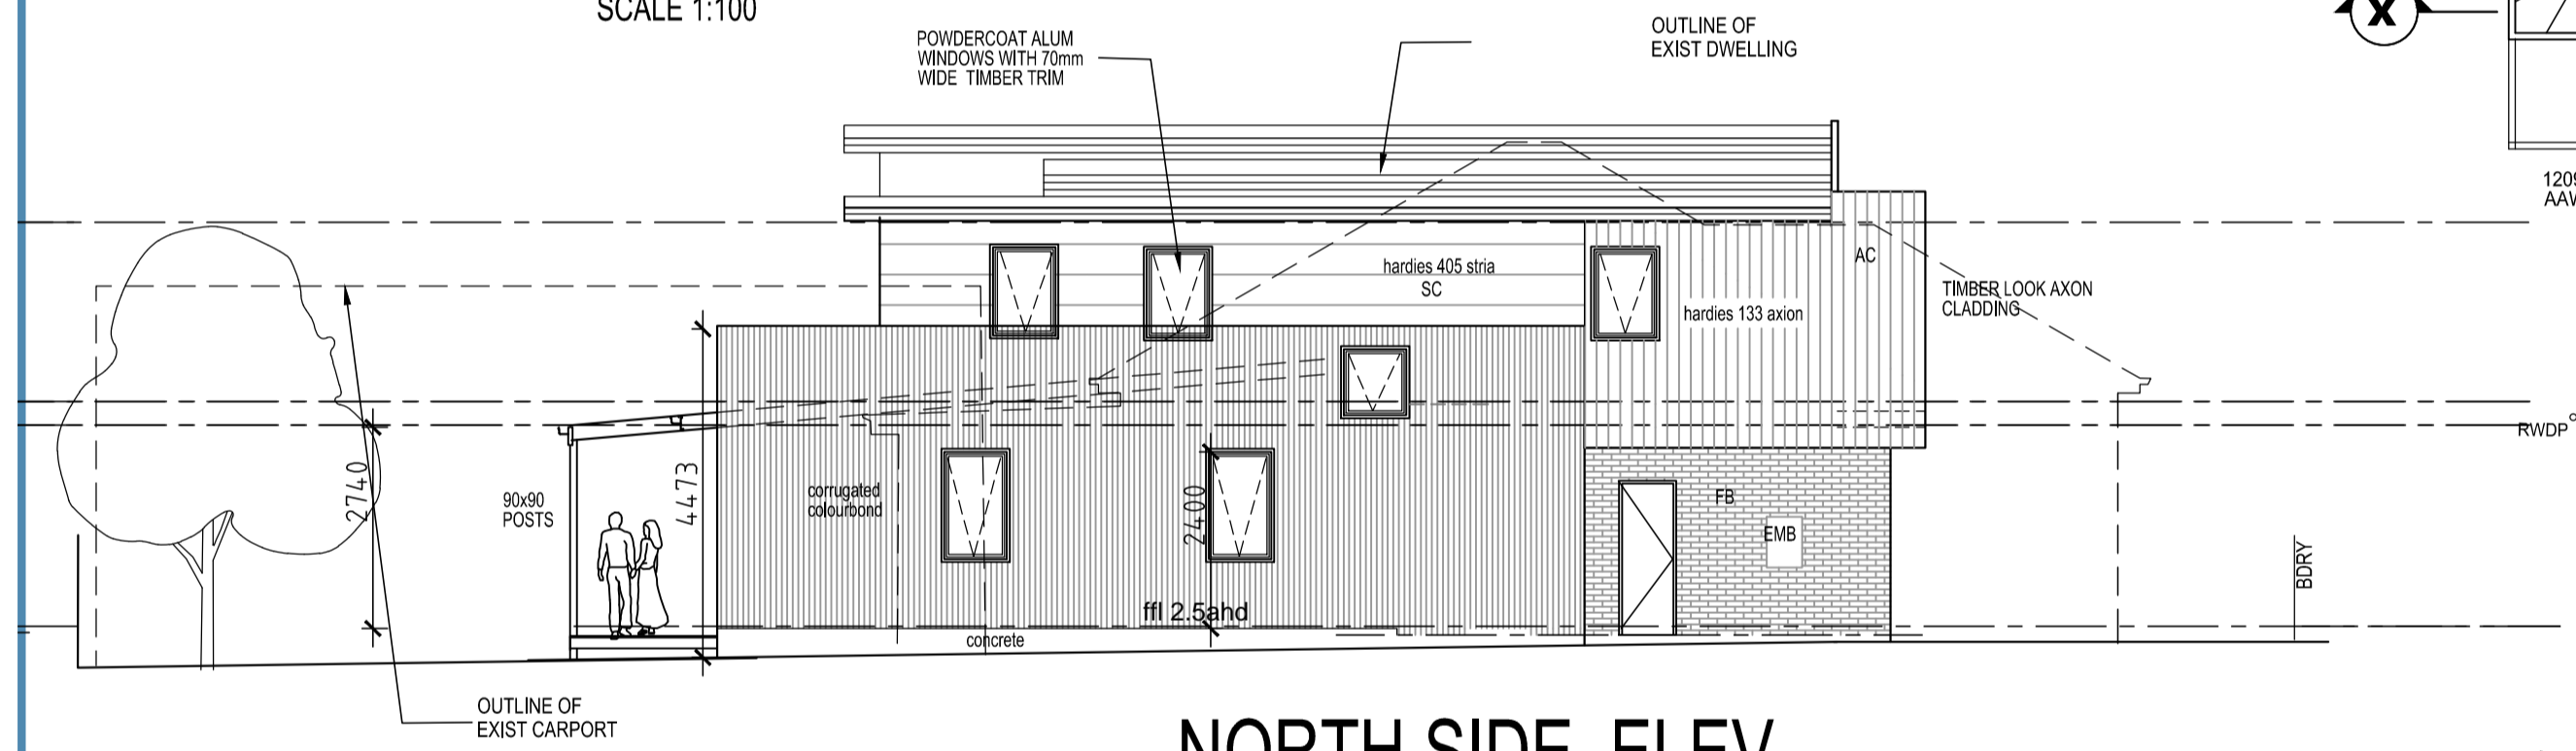 SCALE 1:100
POWDERCOAT ALUM
WINDOWS WITH 70mm
WIDE TIMBER TRIM
OUTLINE OF
EXIST DWELLING
X
hardies 405 stria
SC
AC
hardies 133 axion
TIMBER LOOK AXON
CLADDING
RWDP
90x90
POSTS
2740
4473
corrugated
colourbond
2400
FB
EMB
BDRY
ffl 2.5ahd
concrete
OUTLINE OF
EXIST CARPORT
NORTH SIDE ELEV